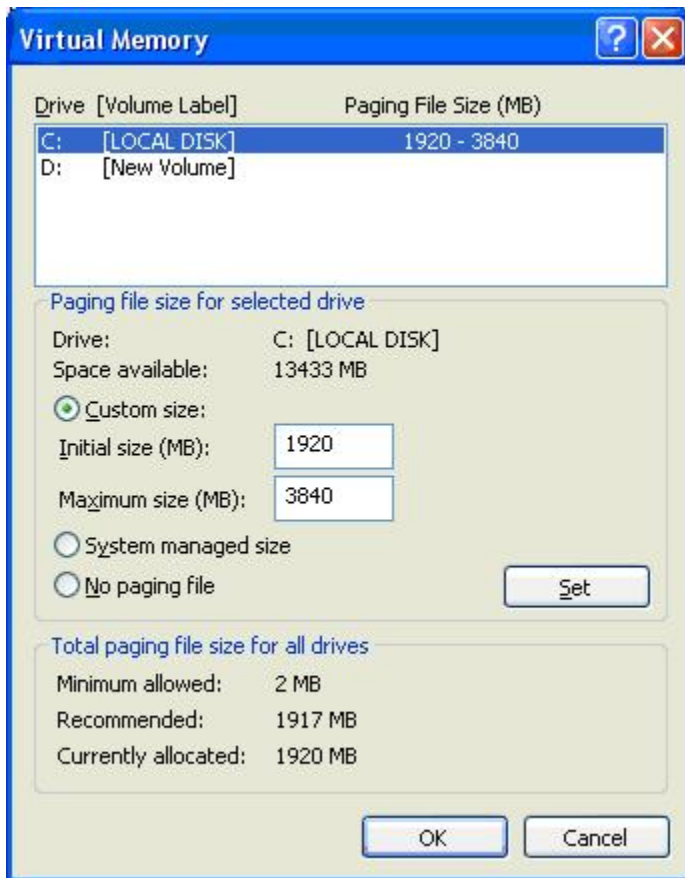 Virtual Memory
Drive [Volume Label] Paging File Size (MB)
C: [LOCAL DISK] 1920 - 3840
D: [New Volume]
Paging file size for selected drive
Drive: C: [LOCAL DISK]
Space available: 13433 MB
Custom size:
Initial size (MB): 1920
Maximum size (MB): 3840
System managed size
No paging file Set
Total paging file size for all drives
Minimum allowed: 2 MB
Recommended: 1917 MB
Currently allocated: 1920 MB
OK Cancel